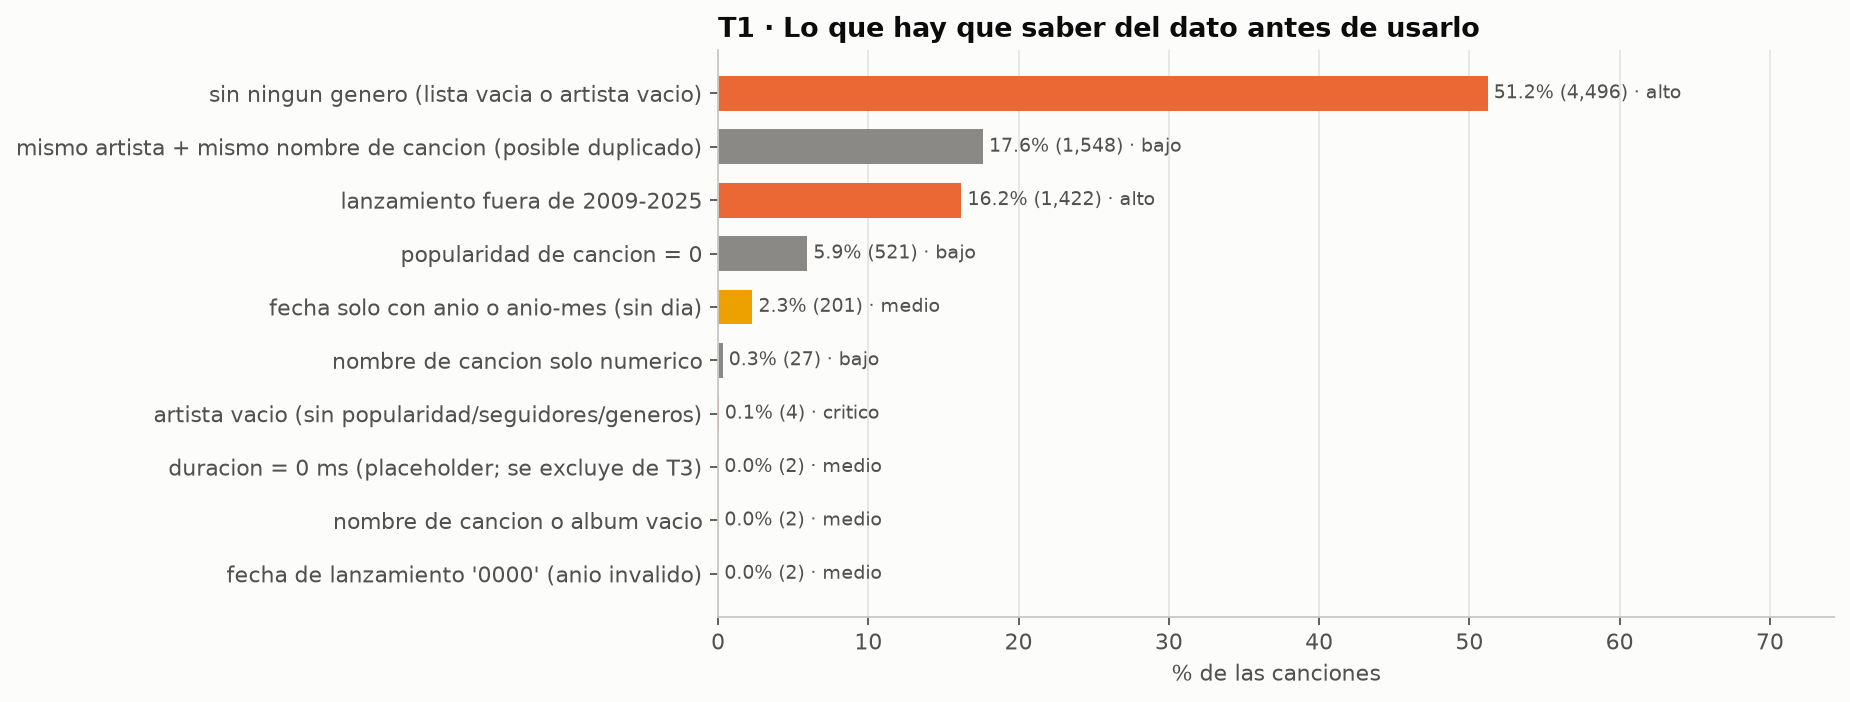 T1 · Lo que hay que saber del dato antes de usarlo
sin ningun genero (lista vacia o artista vacio) 51.2% (4,496) · alto
mismo artista + mismo nombre de cancion (posible duplicado) 17.6% (1,548) · bajo
lanzamiento fuera de 2009-2025 16.2% (1,422) · alto
popularidad de cancion = 0 5.9% (521) · bajo
fecha solo con anio o anio-mes (sin dia) 2.3% (201) · medio
nombre de cancion solo numerico 0.3% (27) · bajo
artista vacio (sin popularidad/seguidores/generos) 0.1% (4) · critico
duracion = 0 ms (placeholder; se excluye de T3) 0.0% (2) · medio
nombre de cancion o album vacio 0.0% (2) · medio
fecha de lanzamiento '0000' (anio invalido) 0.0% (2) · medio
0 10 20 30 40 50 60 70
% de las canciones